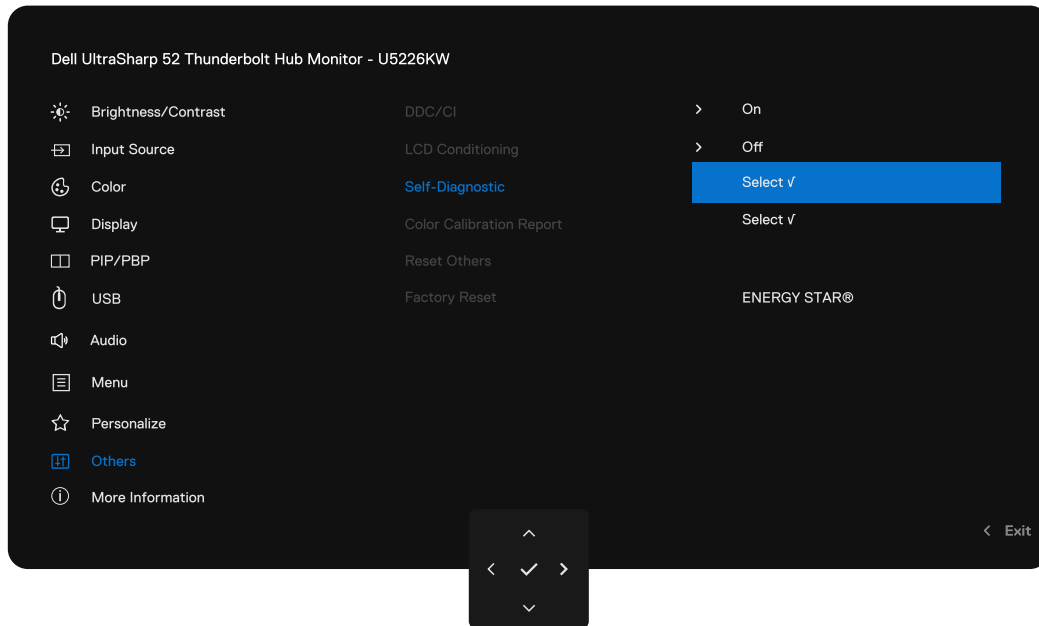 Dell UltraSharp 52 Thunderbolt Hub Monitor - U5226KW
Brightness/Contrast DDC/CI > On
Input Source LCD Conditioning > Off
Color Self-Diagnostic Select √
Display Color Calibration Report Select √
PIP/PBP Reset Others
USB Factory Reset ENERGY STAR®
Audio
Menu
Personalize
Others
More Information
< Exit